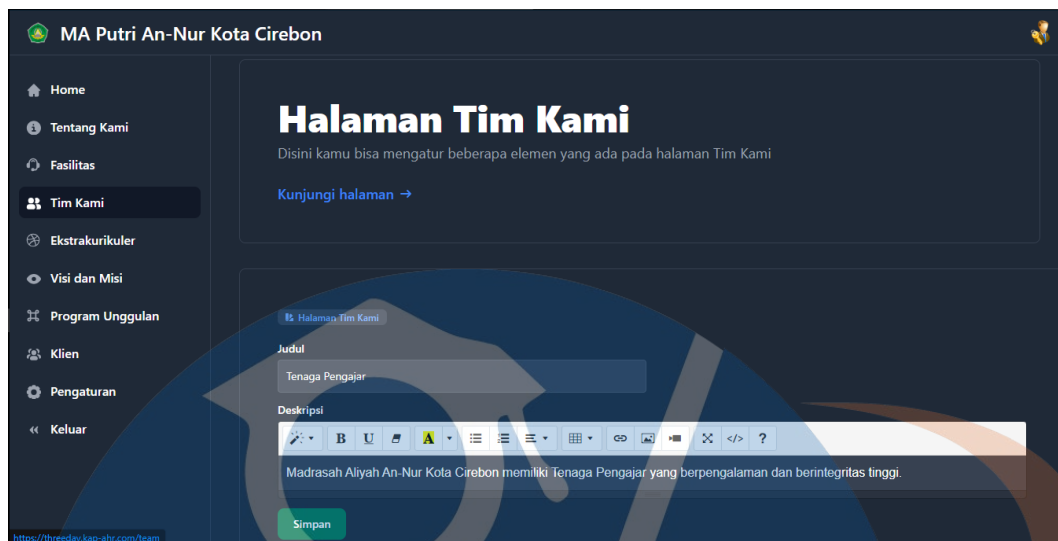 MA Putri An-Nur Kota Cirebon
Home
Tentang Kami
Fasilitas
Tim Kami
Ekstrakurikuler
Visi dan Misi
Program Unggulan
Klien
Pengaturan
Keluar
Halaman Tim Kami
Disini kamu bisa mengatur beberapa elemen yang ada pada halaman Tim Kami
Kunjungi halaman →
Halaman Tim Kami
Judul
Tenaga Pengajar
Deskripsi
B U A </> ?
Madrasah Aliyah An-Nur Kota Cirebon memiliki Tenaga Pengajar yang berpengalaman dan berintegritas tinggi.
Simpan
https://threeday.kap-ahr.com/team